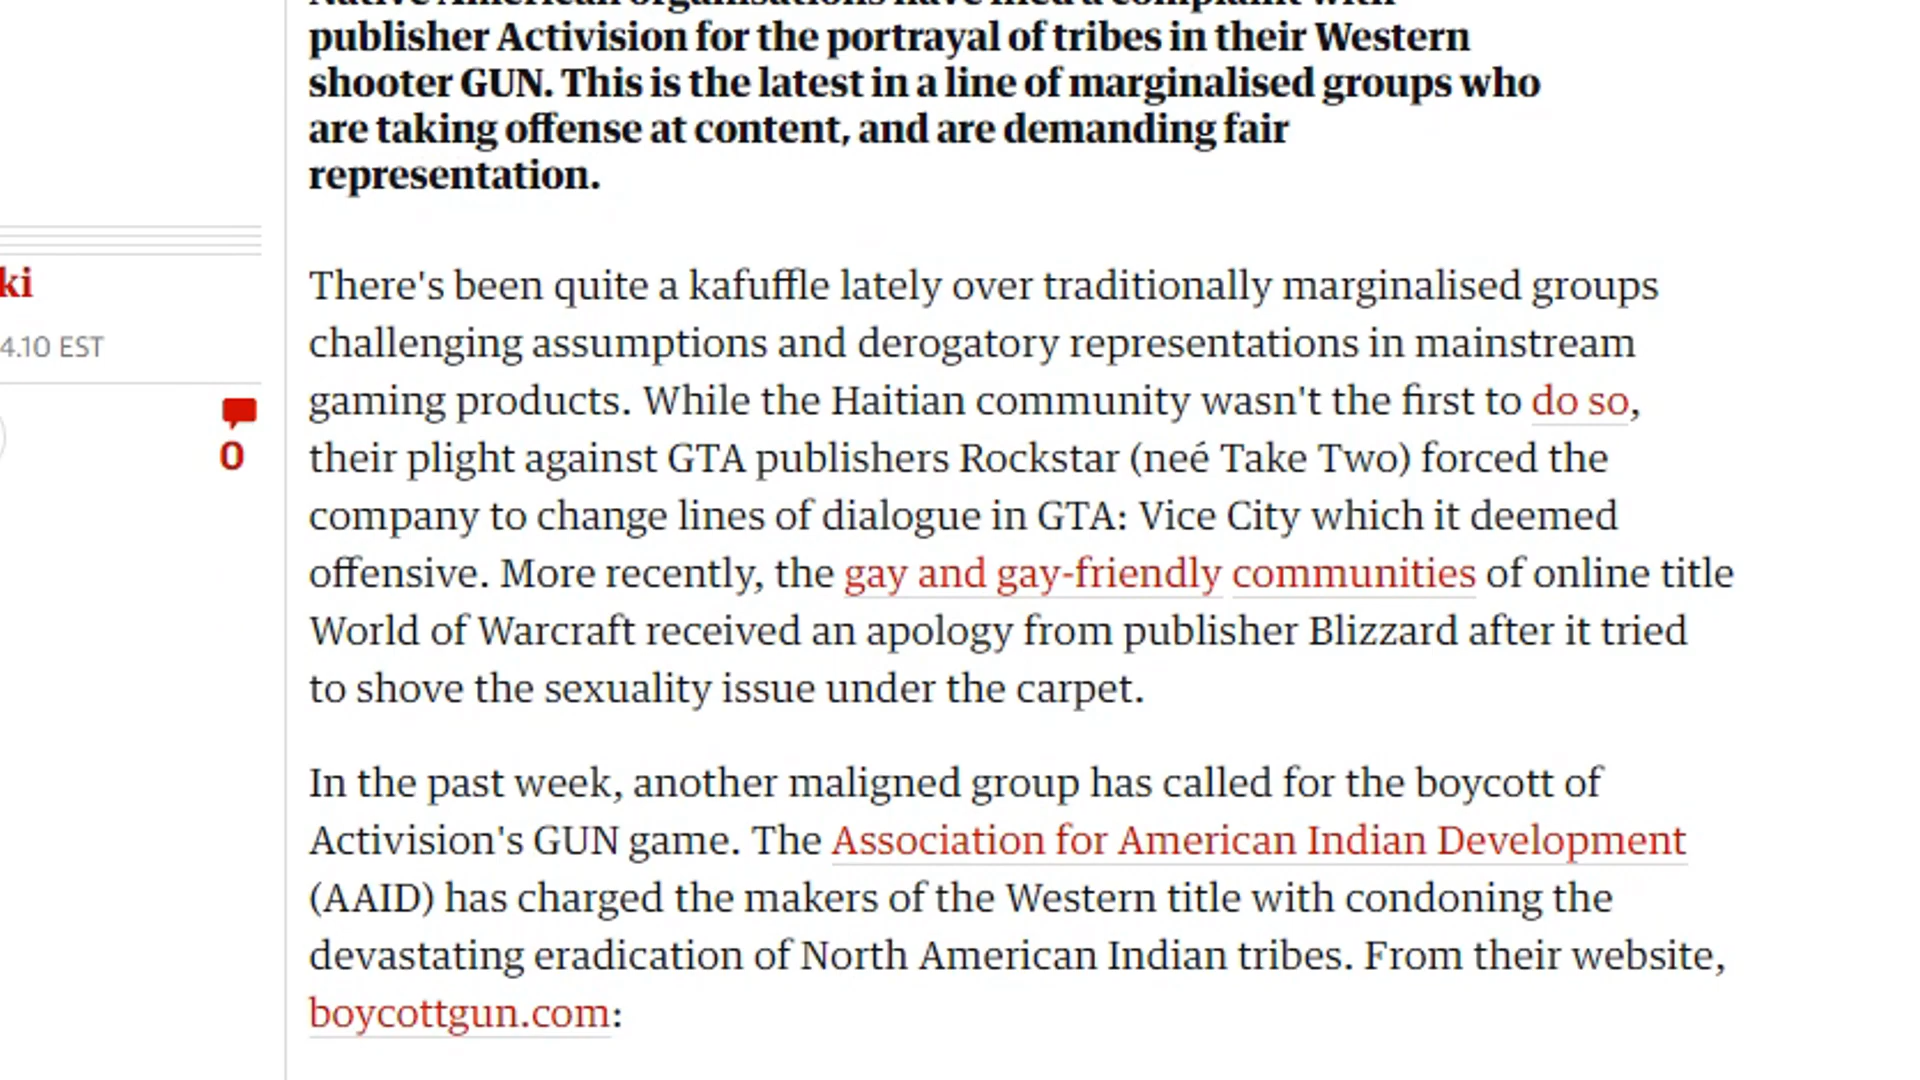 Native American organisations have filed a complaint with
publisher Activision for the portrayal of tribes in their Western
shooter GUN. This is the latest in a line of marginalised groups who
are taking offense at content, and are demanding fair
representation.
ki
4.10 EST
0
There's been quite a kafuffle lately over traditionally marginalised groups
challenging assumptions and derogatory representations in mainstream
gaming products. While the Haitian community wasn't the first to do so,
their plight against GTA publishers Rockstar (neé Take Two) forced the
company to change lines of dialogue in GTA: Vice City which it deemed
offensive. More recently, the gay and gay-friendly communities of online title
World of Warcraft received an apology from publisher Blizzard after it tried
to shove the sexuality issue under the carpet.
In the past week, another maligned group has called for the boycott of
Activision's GUN game. The Association for American Indian Development
(AAID) has charged the makers of the Western title with condoning the
devastating eradication of North American Indian tribes. From their website,
boycottgun.com: